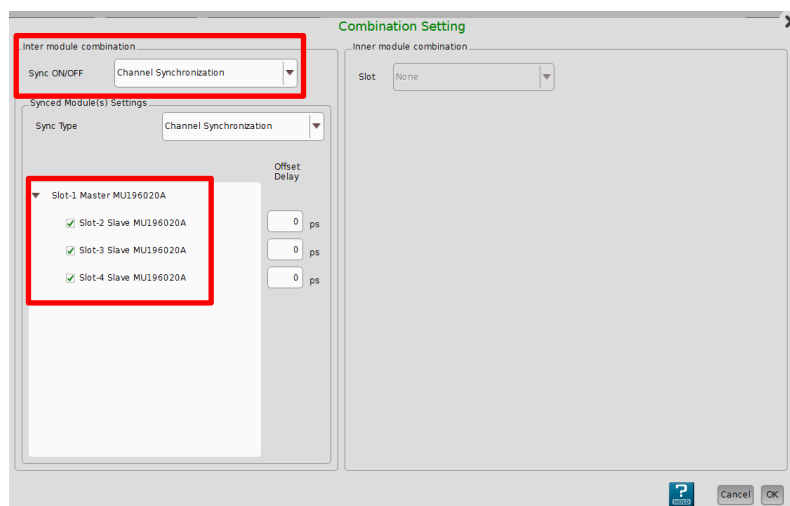 Combination Setting
Inter module combination
Sync ON/OFF
Channel Synchronization
Synced Module(s) Settings
Sync Type
Channel Synchronization
Offset
Delay
Slot-1 Master MU196020A
Slot-2 Slave MU196020A
0 ps
Slot-3 Slave MU196020A
0 ps
Slot-4 Slave MU196020A
0 ps
Inner module combination
Slot
None
?
HOLD
Cancel
OK